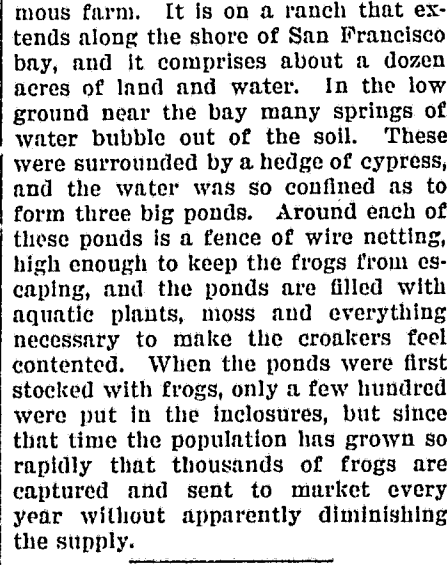 mous farm. It is on a ranch that ex-
tends along the shore of San Francisco
bay, and it comprises about a dozen
acres of land and water. In the low
ground near the bay many springs of
water bubble out of the soil. These
were surrounded by a hedge of cypress,
and the water was so confined as to
form three big ponds. Around each of
these ponds is a fence of wire netting,
high enough to keep the frogs from es-
caping, and the ponds are filled with
aquatic plants, moss and everything
necessary to make the croakers feel
contented. When the ponds were first
stocked with frogs, only a few hundred
were put in the inclosures, but since
that time the population has grown so
rapidly that thousands of frogs are
captured and sent to market every
year without apparently diminishing
the supply.